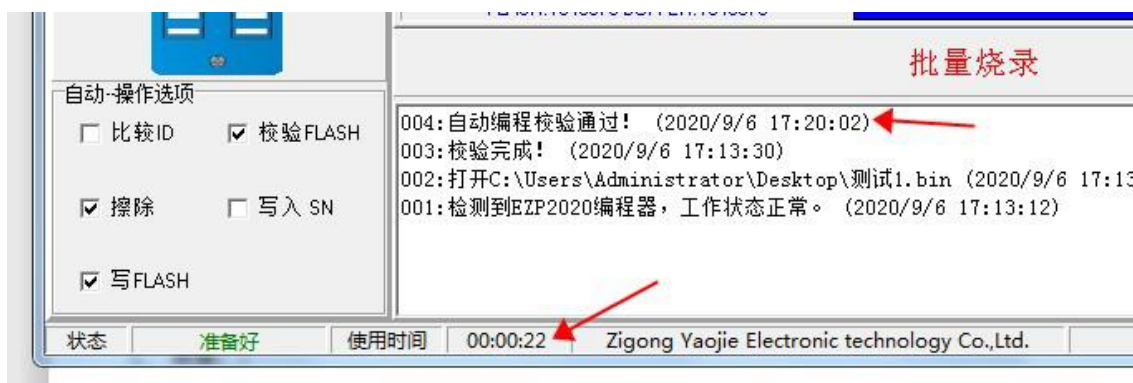 批量烧录
自动--操作选项
比较ID
校验FLASH
擦除
写入 SN
写FLASH
004:自动编程校验通过! (2020/9/6 17:20:02)
003:校验完成! (2020/9/6 17:13:30)
002:打开C:\Users\Administrator\Desktop\测试1.bin (2020/9/6 17:13
001:检测到EZP2020编程器，工作状态正常。 (2020/9/6 17:13:12)
状态 准备好 使用时间 00:00:22 Zigong Yaojie Electronic technology Co.,Ltd.